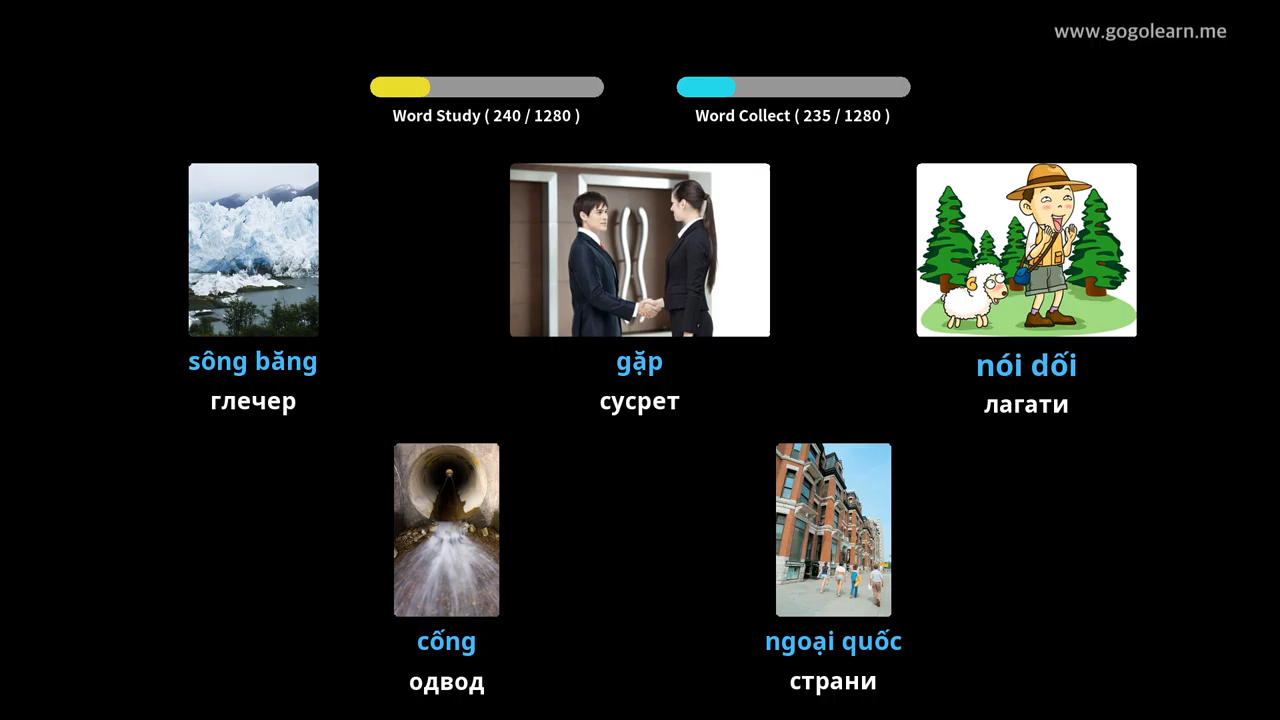 www.gogolearn.me
Word Study ( 240 / 1280 )
Word Collect ( 235 / 1280 )
sông băng
глечер
gặp
сусрет
nói dối
лагати
cống
одвод
ngoại quốc
страни